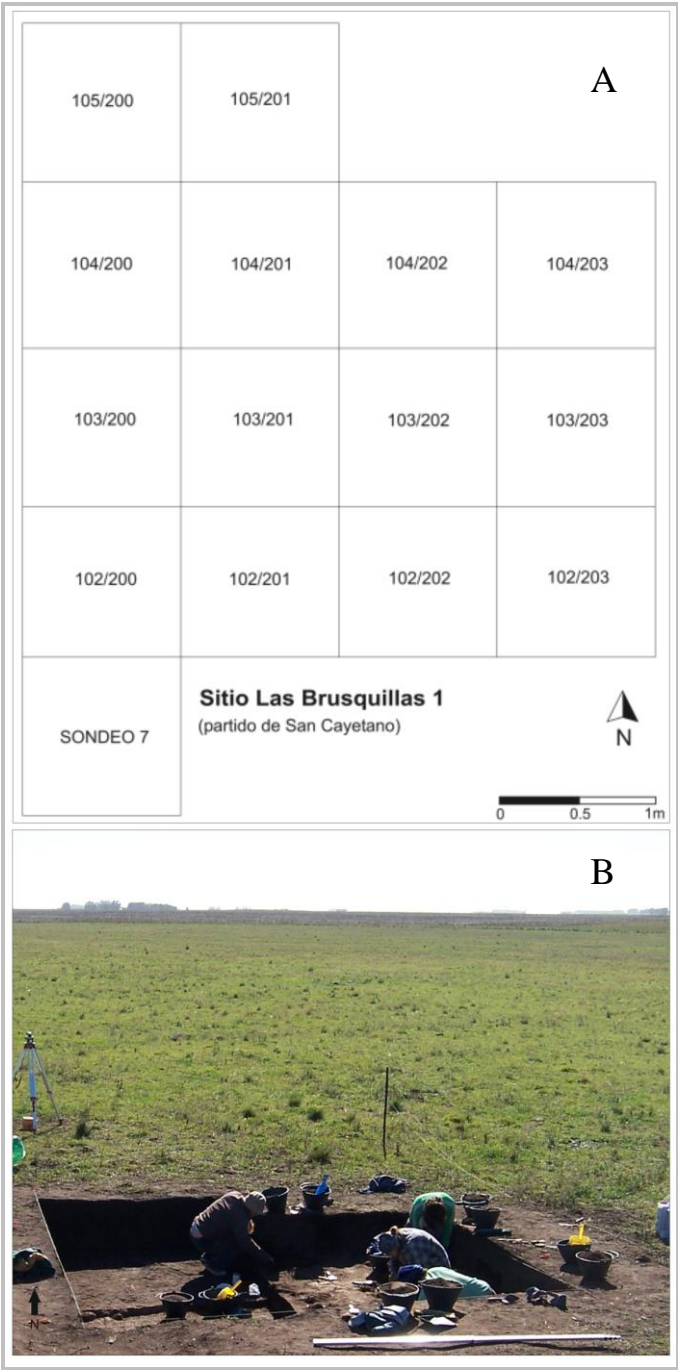 A
105/200 105/201
104/200 104/201 104/202 104/203
103/200 103/201 103/202 103/203
102/200 102/201 102/202 102/203
SONDEO 7
Sitio Las Brusquillas 1
(partido de San Cayetano)
N
0 0.5 1m
B
N